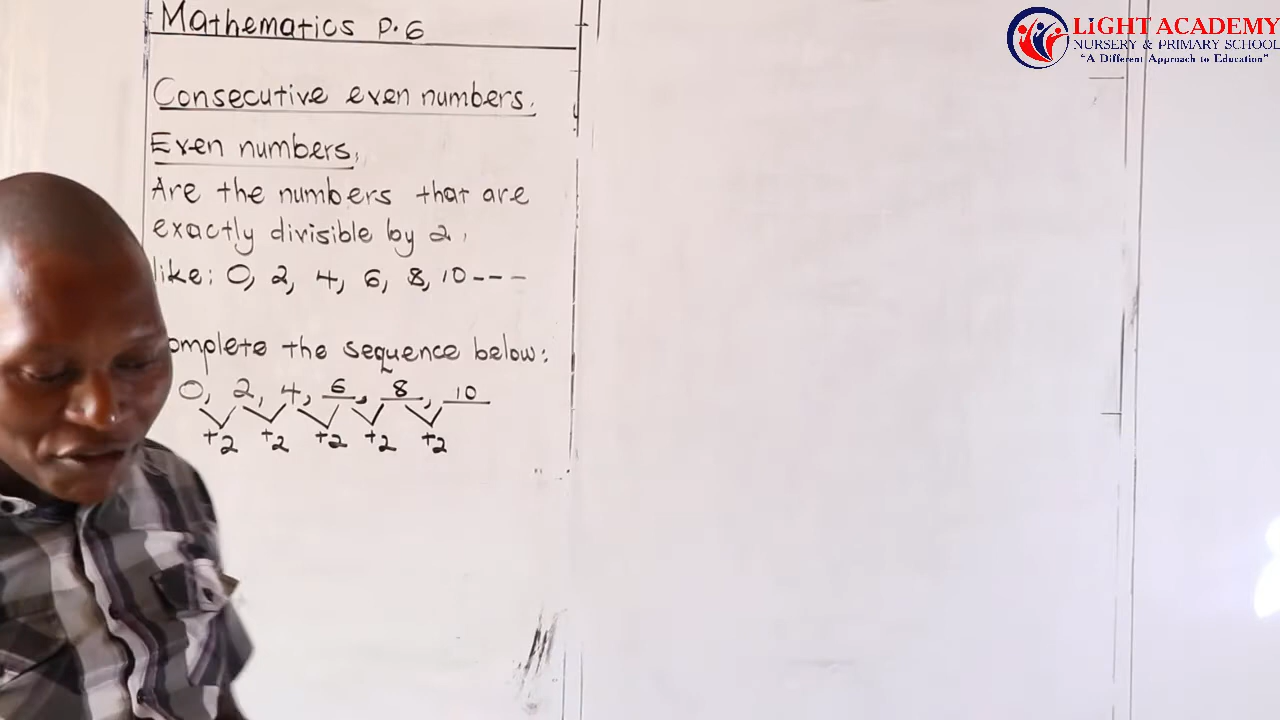 Mathematics P.6
Consecutive even numbers.
Even numbers,
Are the numbers that are
exactly divisible by 2.
like: 0, 2, 4, 6, 8, 10 ---
omplete the sequence below:
0, 2, 4, 6, 8, 10
+2 +2 +2 +2 +2
LiGHT ACADEMY
NURSERY & PRIMARY SCHOOL
"A Different Approach to Education"